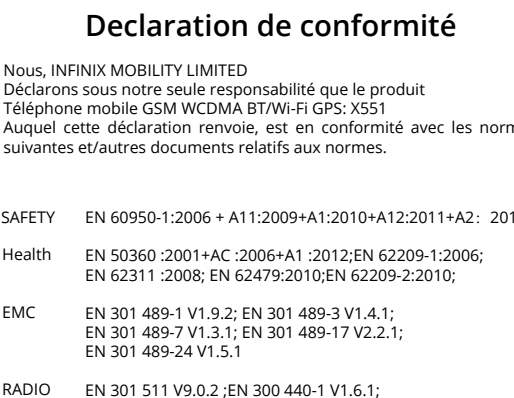 Déclaration de conformité
Nous, INFINIX MOBILITY LIMITED
Déclarons sous notre seule responsabilité que le produit
Téléphone mobile GSM WCDMA BT/Wi-Fi GPS: X551
Auquel cette déclaration renvoie, est en conformité avec les
suivantes et/autres documents relatifs aux normes.
SAFETY EN 60950-1:2006 + A11:2009+A1:2010+A12:2011+A2:
Health EN 50360 :2001+AC :2006+A1 :2012;EN 62209-1:2006;
EN 62311 :2008; EN 62479:2010;EN 62209-2:2010;
EMC EN 301 489-1 V1.9.2; EN 301 489-3 V1.4.1;
EN 301 489-7 V1.3.1; EN 301 489-17 V2.2.1;
EN 301 489-24 V1.5.1
RADIO EN 301 511 V9.0.2 ;EN 300 440-1 V1.6.1;